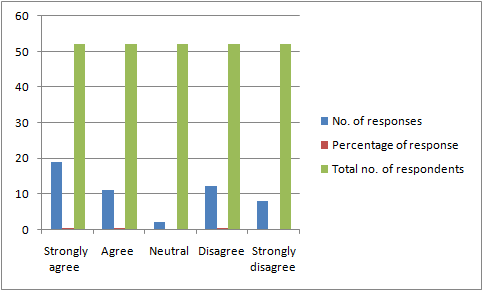 60
50
40
30
20
10
0
Strongly agree
Agree
Neutral
Disagree
Strongly disagree
No. of responses
Percentage of response
Total no. of respondents